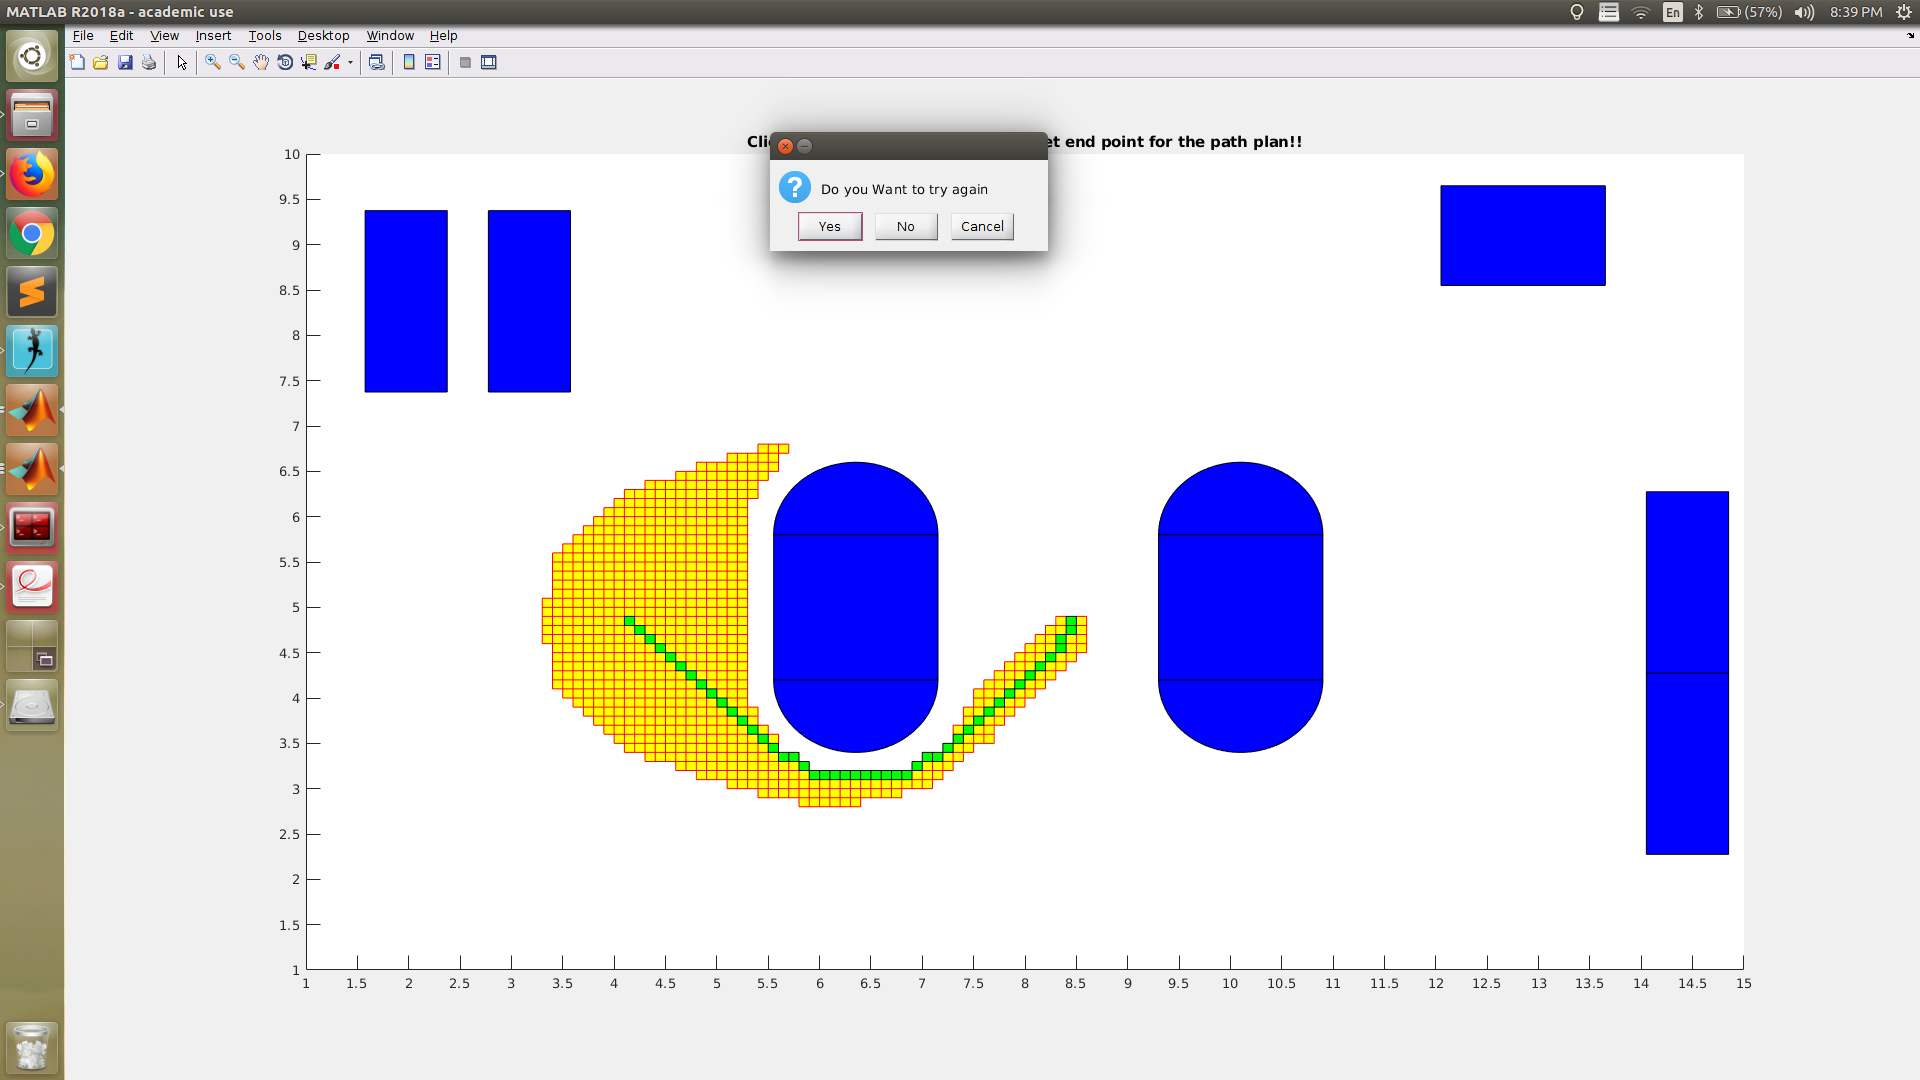 MATLAB R2018a - academic use
En
(57%)
8:39 PM
File Edit View Insert Tools Desktop Window Help
et end point for the path plan!!
Do you Want to try again
Yes No Cancel
10
9.5
9
8.5
8
7.5
7
6.5
6
5.5
5
4.5
4
3.5
3
2.5
2
1.5
1
1 1.5 2 2.5 3 3.5 4 4.5 5 5.5 6 6.5 7 7.5 8 8.5 9 9.5 10 10.5 11 11.5 12 12.5 13 13.5 14 14.5 15